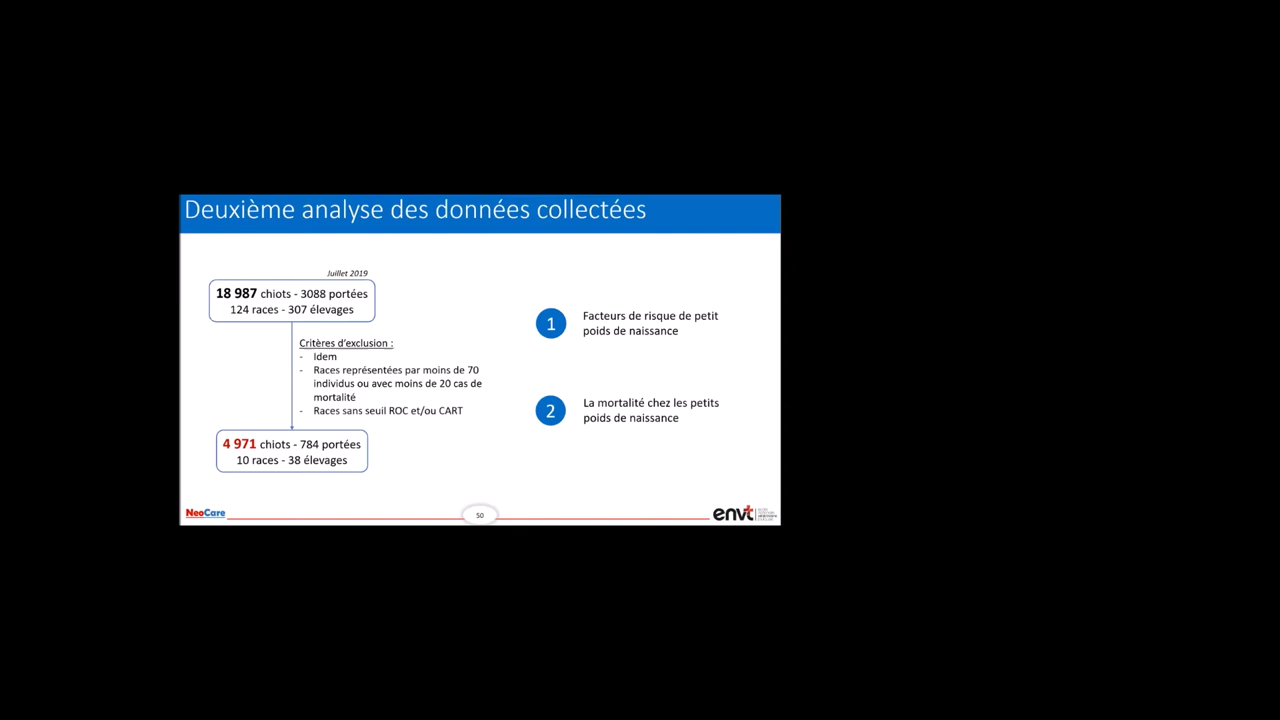 Deuxième analyse des données collectées
Juillet 2019
18 987 chiots - 3088 portées
124 races - 307 élevages
Critères d'exclusion :
- Idem
- Races représentées par moins de 70
individus ou avec moins de 20 cas de
mortalité
- Races sans seuil ROC et/ou CART
4 971 chiots - 784 portées
10 races - 38 élevages
1
Facteurs de risque de petit
poids de naissance
2
La mortalité chez les petits
poids de naissance
NeoCare
50
envt